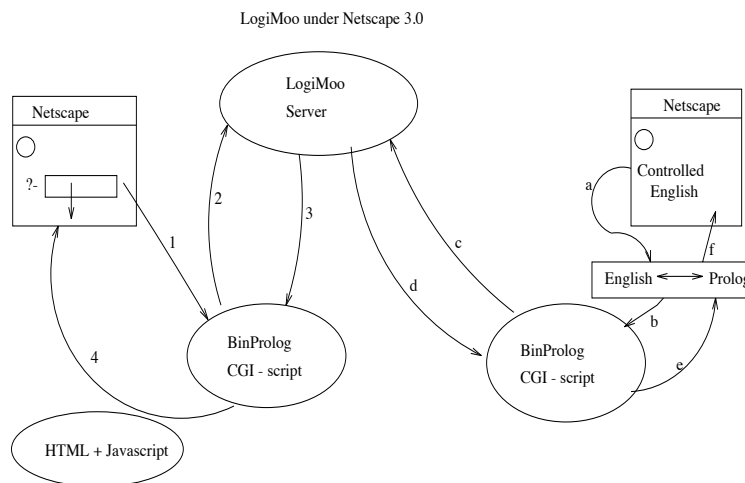 LogiMoo under Netscape 3.0
LogiMoo
Server
Netscape
?-
1
2
3
4
BinProlog
CGI - script
HTML + Javascript
Netscape
Controlled
English
a
f
English
Prolog
b
c
d
e
BinProlog
CGI - script